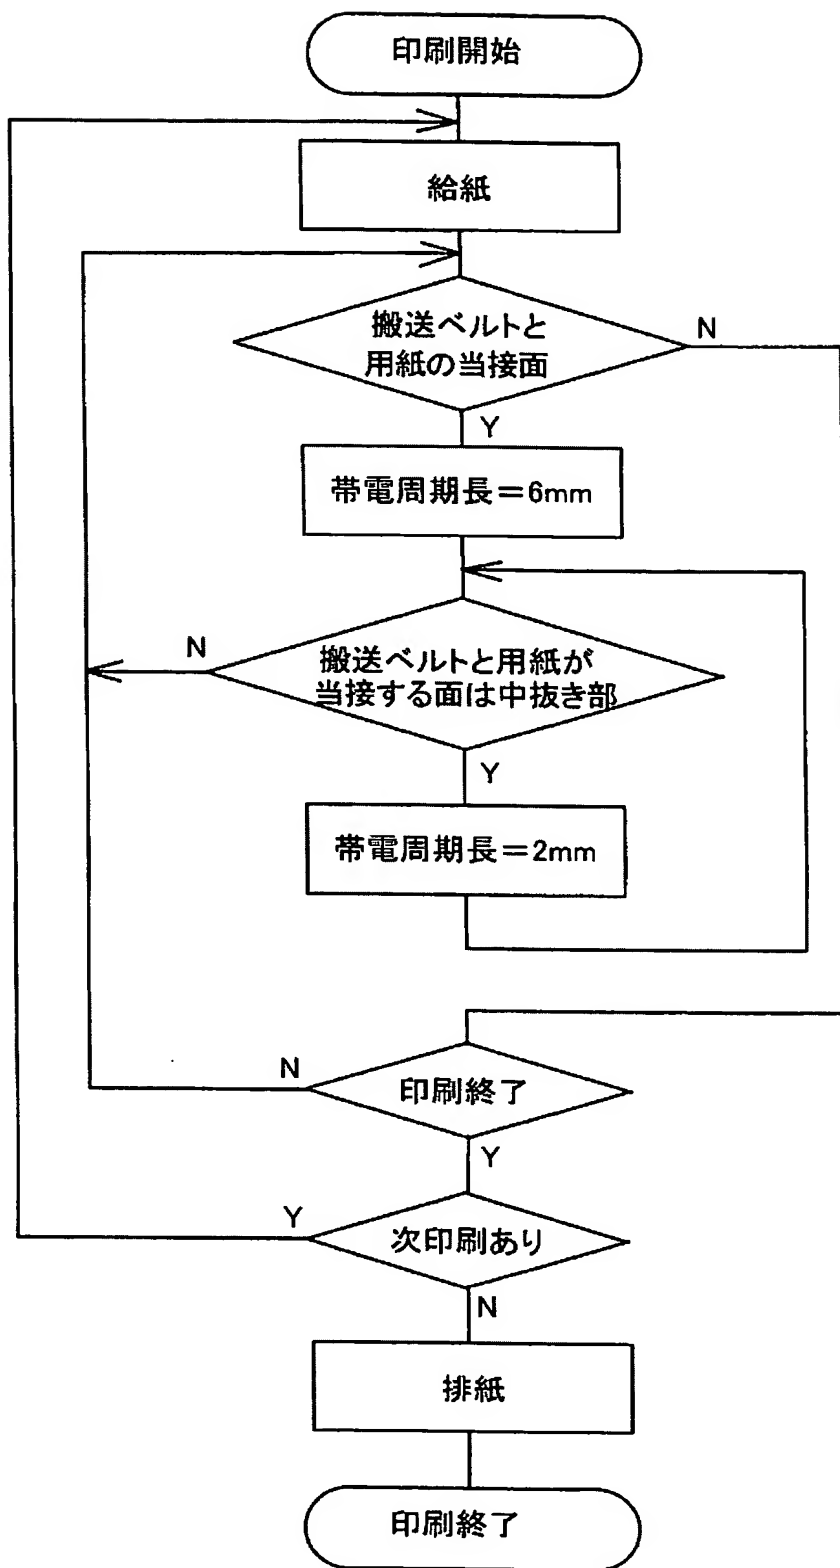 印刷開始
給紙
搬送ベルトと
用紙の当接面
N
Y
帯電周期長＝6mm
N
搬送ベルトと用紙が
当接する面は中抜き部
Y
帯電周期長＝2mm
N
印刷終了
Y
Y
次印刷あり
N
排紙
印刷終了